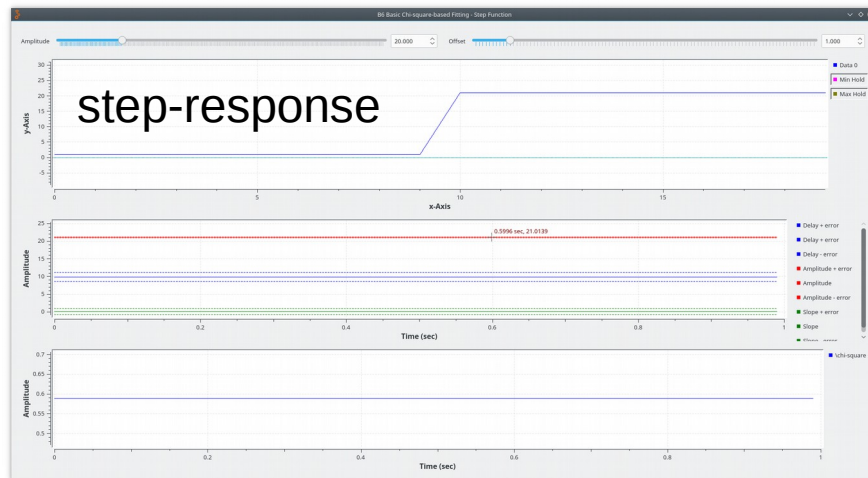 B6 Basic Chi-square-based Fitting - Step Function
Amplitude 20.000 Offset 1.000
step-response
30
25
20
15
10
5
0
-5
y-Axis
0 5 10 15
x-Axis
Data 0
Min Hold
Max Hold
25
20
15
10
5
0
Amplitude
0.5996 sec, 21.0139
0 0.2 0.4 0.6 0.8 1
Time (sec)
Delay + error
Delay + error
Delay - error
Amplitude + error
Amplitude
Amplitude - error
Slope + error
Slope
Slope - error
0.7
0.65
0.6
0.55
0.5
Amplitude
0 0.2 0.4 0.6 0.8 1
Time (sec)
\chi-square